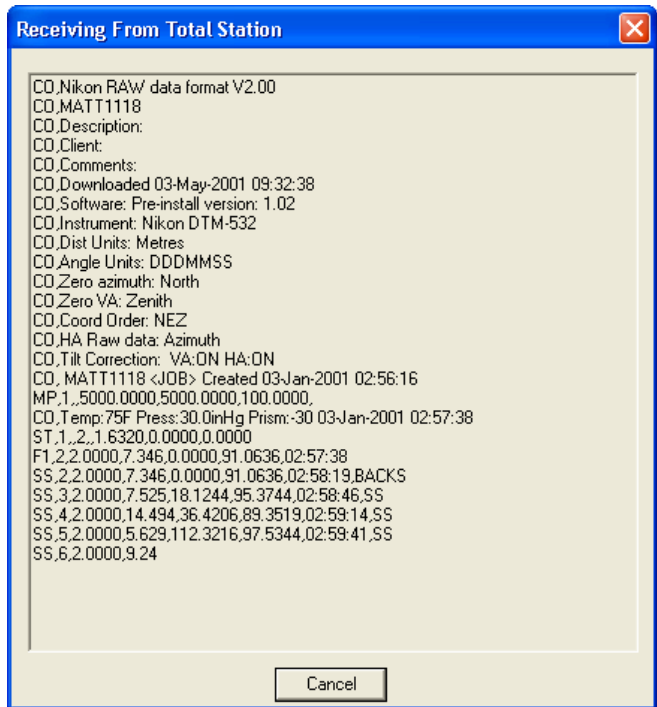 Receiving From Total Station
CO,Nikon RAW data format V2.00
CO,MATT1118
CO,Description:
CO,Client:
CO,Comments:
CO,Downloaded 03-May-2001 09:32:38
CO,Software: Pre-install version: 1.02
CO,Instrument: Nikon DTM-532
CO,Dist Units: Metres
CO,Angle Units: DDDMMSS
CO,Zero azimuth: North
CO,Zero VA: Zenith
CO,Coord Order: NEZ
CO,HA Raw data: Azimuth
CO,Tilt Correction:  VA:ON HA:ON
CO, MATT1118 <JOB> Created 03-Jan-2001 02:56:16
MP,1,,5000.0000,5000.0000,100.0000,
CO,Temp:75F Press:30.0inHg Prism:-30 03-Jan-2001 02:57:38
ST,1,,2,,1.6320,0.0000,0.0000
F1,2,2.0000,7.346,0.0000,91.0636,02:57:38
SS,2,2.0000,7.346,0.0000,91.0636,02:58:19,BACKS
SS,3,2.0000,7.525,18.1244,95.3744,02:58:46,SS
SS,4,2.0000,14.494,36.4206,89.3519,02:59:14,SS
SS,5,2.0000,5.629,112.3216,97.5344,02:59:41,SS
SS,6,2.0000,9.24
Cancel